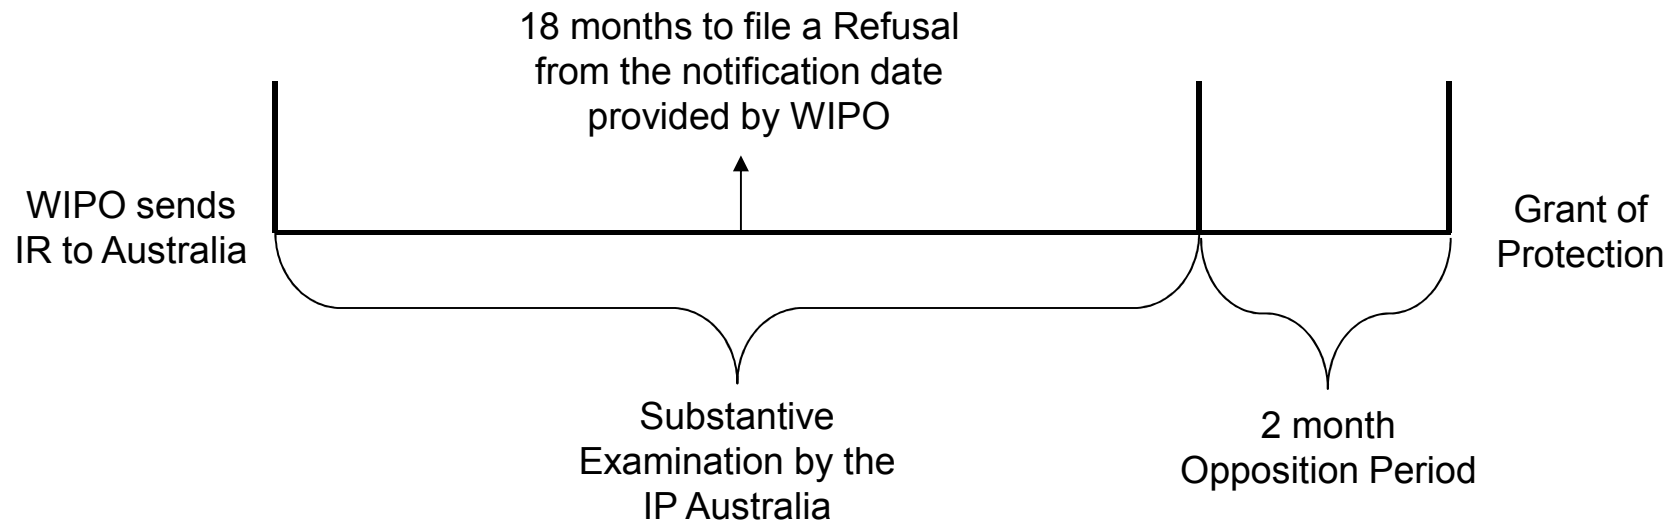 18 months to file a Refusal
from the notification date
provided by WIPO
WIPO sends
IR to Australia
Grant of
Protection
Substantive
Examination by the
IP Australia
2 month
Opposition Period